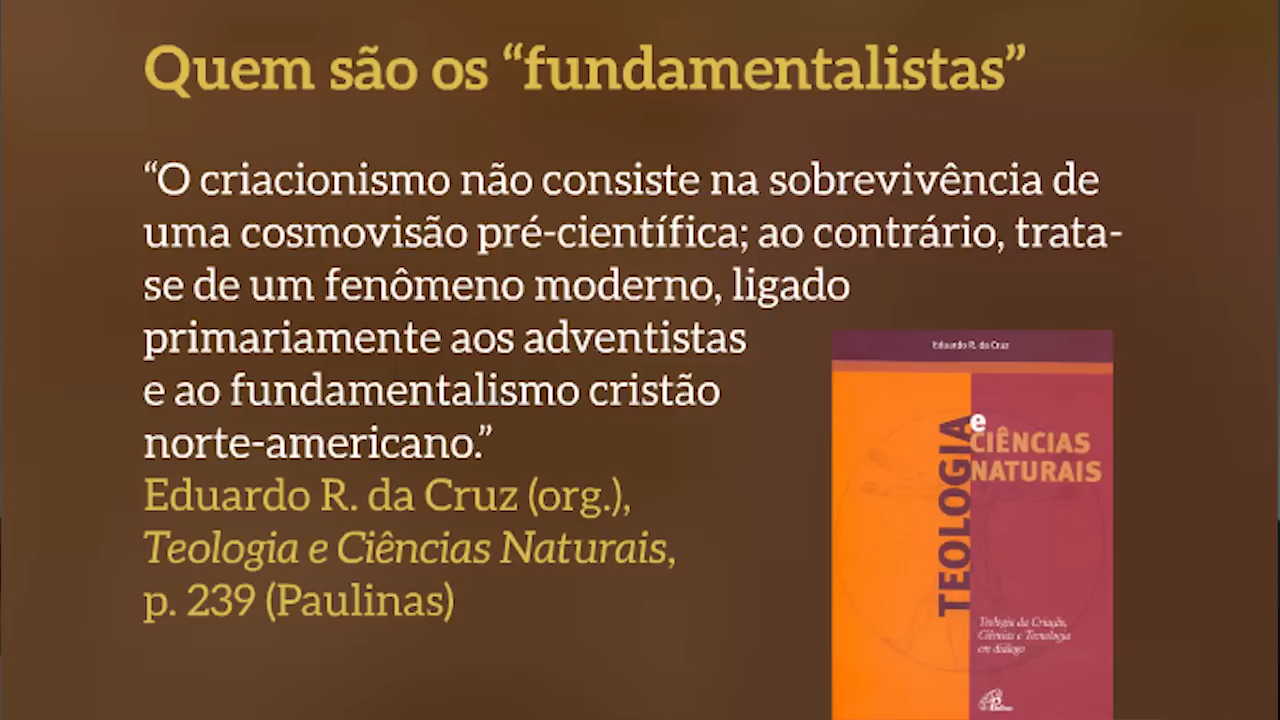 Quem são os “fundamentalistas”
“O criacionismo não consiste na sobrevivência de
uma cosmovisão pré-científica; ao contrário, trata-
se de um fenômeno moderno, ligado
primariamente aos adventistas
e ao fundamentalismo cristão
norte-americano.”
Eduardo R. da Cruz (org.),
Teologia e Ciências Naturais,
p. 239 (Paulinas)
Eduardo R. da Cruz
TEOLOGIA
e
CIÊNCIAS
NATURAIS
Teologia da Criação,
Ciências e Tecnologia
em diálogo
Paulinas